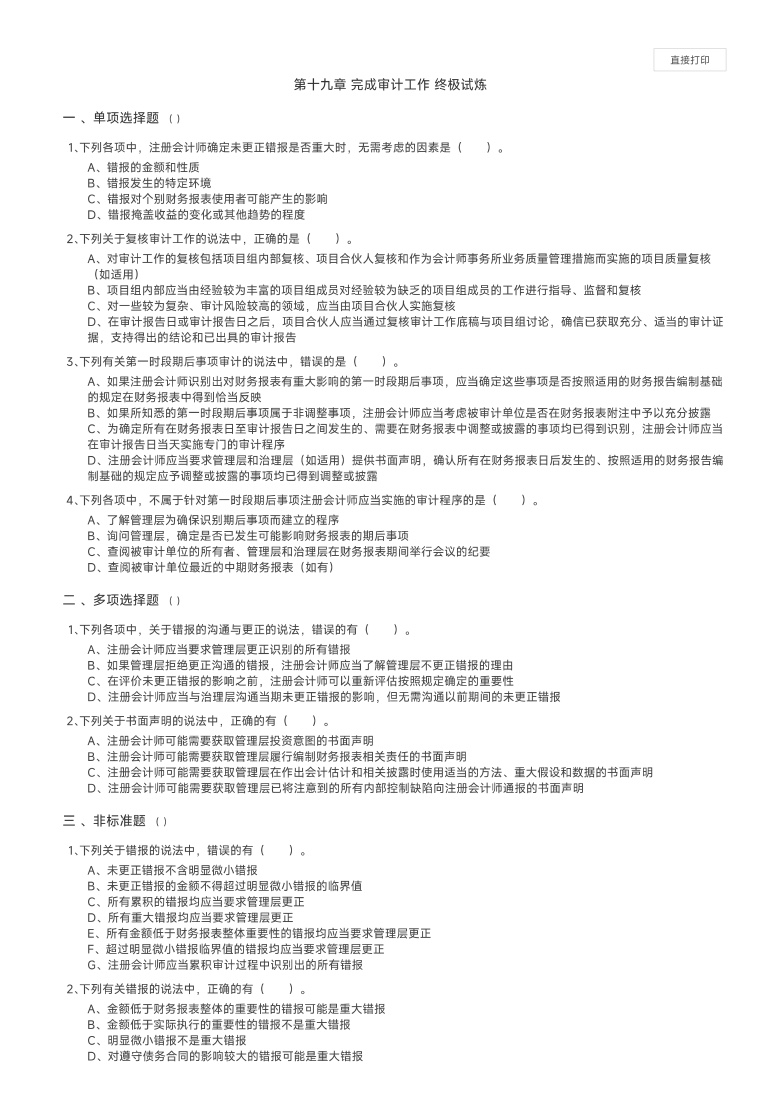 直接打印
第十九章 完成审计工作 终极试炼
一 、单项选择题 （ ）
1、下列各项中，注册会计师确定未更正错报是否重大时，无需考虑的因素是（　　）。
A、错报的金额和性质
B、错报发生的特定环境
C、错报对个别财务报表使用者可能产生的影响
D、错报掩盖收益的变化或其他趋势的程度
2、下列关于复核审计工作的说法中，正确的是（　　）。
A、对审计工作的复核包括项目组内部复核、项目合伙人复核和作为会计师事务所业务质量管理措施而实施的项目质量复核
（如适用）
B、项目组内部应当由经验较为丰富的项目组成员对经验较为缺乏的项目组成员的工作进行指导、监督和复核
C、对一些较为复杂、审计风险较高的领域，应当由项目合伙人实施复核
D、在审计报告日或审计报告日之后，项目合伙人应当通过复核审计工作底稿与项目组讨论，确信已获取充分、适当的审计证
据，支持得出的结论和已出具的审计报告
3、下列有关第一时段期后事项审计的说法中，错误的是（　　）。
A、如果注册会计师识别出对财务报表有重大影响的第一时段期后事项，应当确定这些事项是否按照适用的财务报告编制基础
的规定在财务报表中得到恰当反映
B、如果所知悉的第一时段期后事项属于非调整事项，注册会计师应当考虑被审计单位是否在财务报表附注中予以充分披露
C、为确定所有在财务报表日至审计报告日之间发生的、需要在财务报表中调整或披露的事项均已得到识别，注册会计师应当
在审计报告日当天实施专门的审计程序
D、注册会计师应当要求管理层和治理层（如适用）提供书面声明，确认所有在财务报表日后发生的、按照适用的财务报告编
制基础的规定应予调整或披露的事项均已得到调整或披露
4、下列各项中，不属于针对第一时段期后事项注册会计师应当实施的审计程序的是（　　）。
A、了解管理层为确保识别期后事项而建立的程序
B、询问管理层，确定是否已发生可能影响财务报表的期后事项
C、查阅被审计单位的所有者、管理层和治理层在财务报表期间举行会议的纪要
D、查阅被审计单位最近的中期财务报表（如有）
二 、多项选择题 （ ）
1、下列各项中，关于错报的沟通与更正的说法，错误的有（　　）。
A、注册会计师应当要求管理层更正识别的所有错报
B、如果管理层拒绝更正沟通的错报，注册会计师应当了解管理层不更正错报的理由
C、在评价未更正错报的影响之前，注册会计师可以重新评估按照规定确定的重要性
D、注册会计师应当与治理层沟通当期未更正错报的影响，但无需沟通以前期间的未更正错报
2、下列关于书面声明的说法中，正确的有（　　）。
A、注册会计师可能需要获取管理层投资意图的书面声明
B、注册会计师可能需要获取管理层履行编制财务报表相关责任的书面声明
C、注册会计师可能需要获取管理层在作出会计估计和相关披露时使用适当的方法、重大假设和数据的书面声明
D、注册会计师可能需要获取管理层已将注意到的所有内部控制缺陷向注册会计师通报的书面声明
三 、非标准题 （ ）
1、下列关于错报的说法中，错误的有（　　）。
A、未更正错报不含明显微小错报
B、未更正错报的金额不得超过明显微小错报的临界值
C、所有累积的错报均应当要求管理层更正
D、所有重大错报均应当要求管理层更正
E、所有金额低于财务报表整体重要性的错报均应当要求管理层更正
F、超过明显微小错报临界值的错报均应当要求管理层更正
G、注册会计师应当累积审计过程中识别出的所有错报
2、下列有关错报的说法中，正确的有（　　）。
A、金额低于财务报表整体的重要性的错报可能是重大错报
B、金额低于实际执行的重要性的错报不是重大错报
C、明显微小错报不是重大错报
D、对遵守债务合同的影响较大的错报可能是重大错报